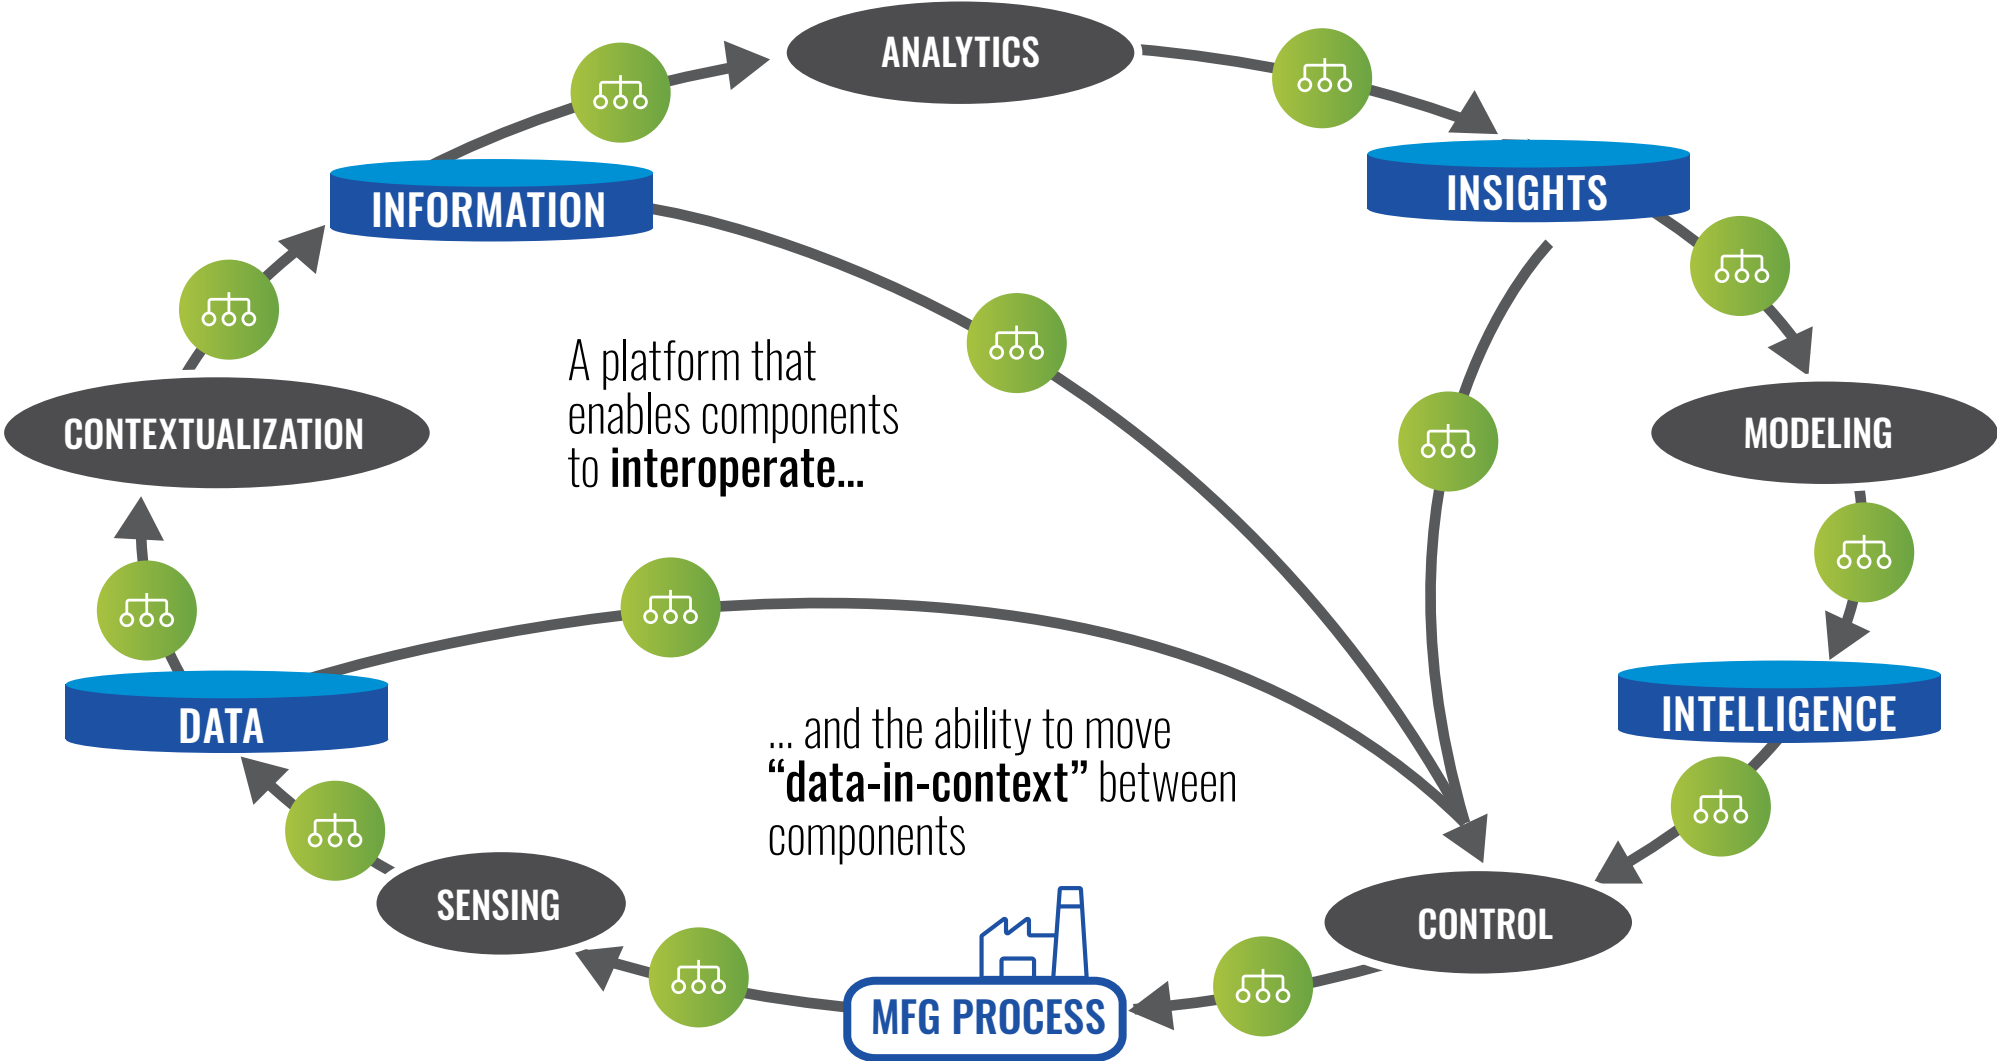 ANALYTICS
INFORMATION
INSIGHTS
A platform that
enables components
to interoperate...
CONTEXTUALIZATION
MODELING
DATA
INTELLIGENCE
... and the ability to move
“data-in-context” between
components
SENSING
CONTROL
MFG PROCESS